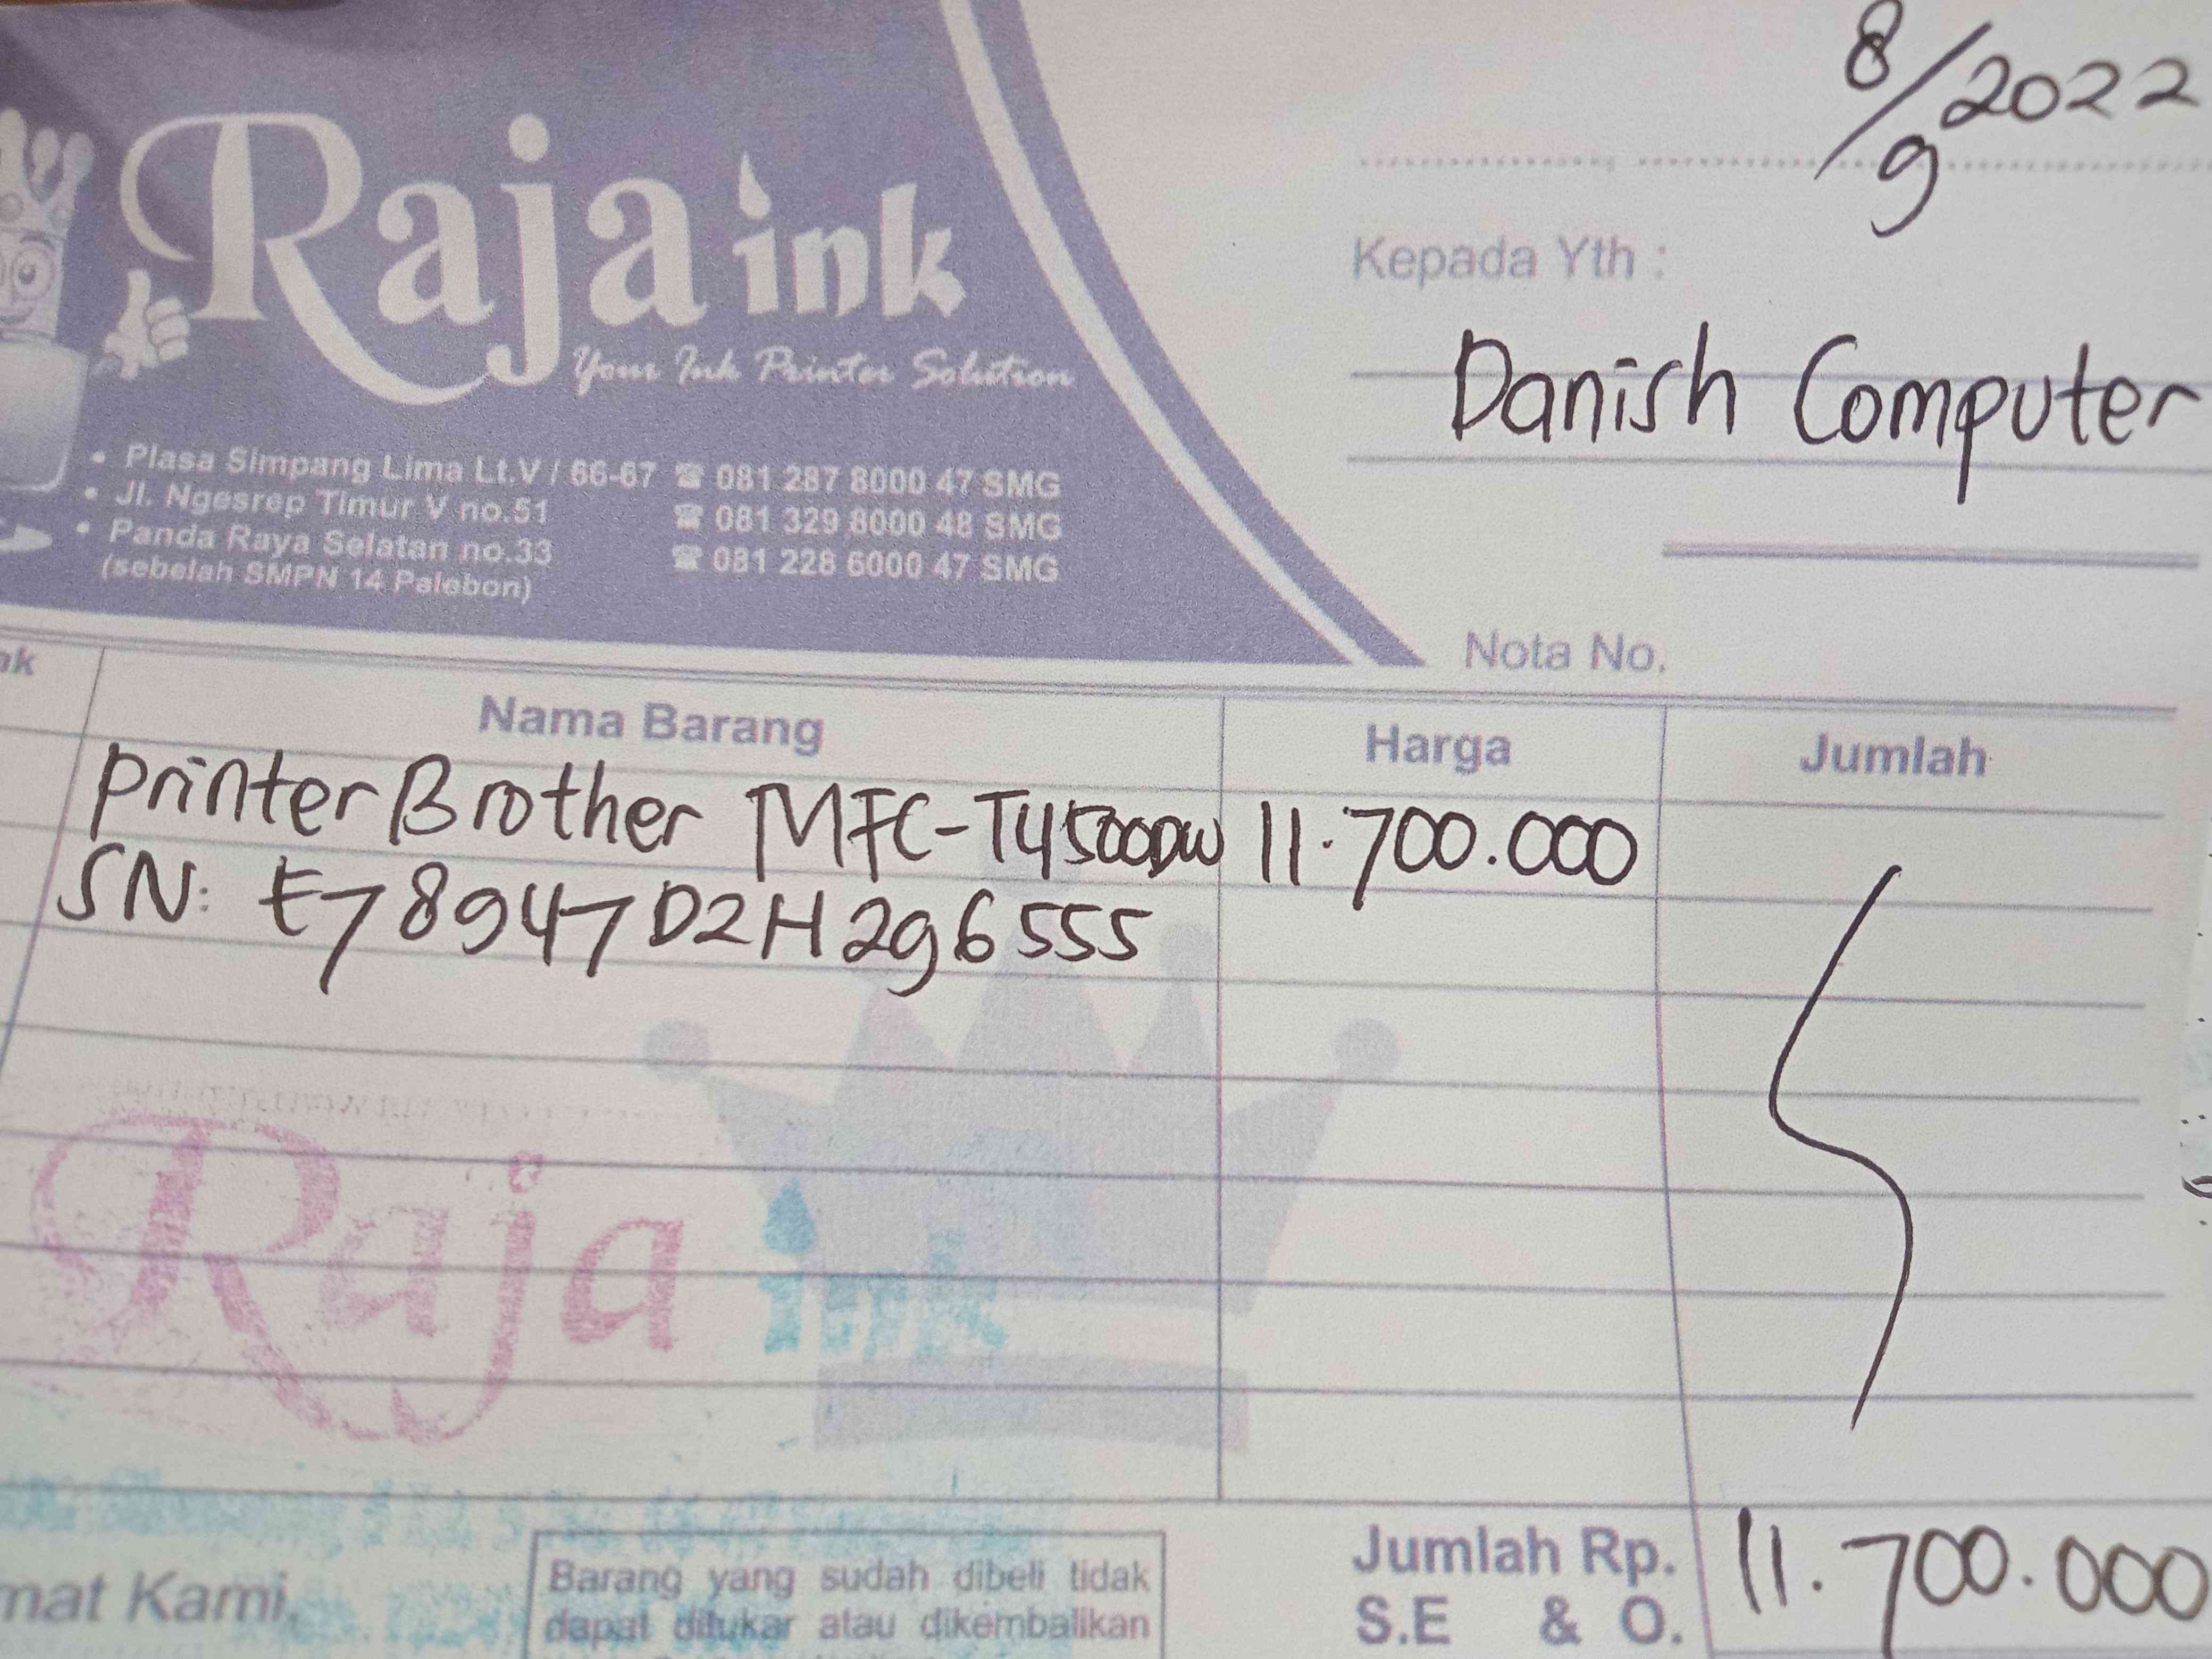 8/9 2022
Raja ink
Your Ink Printer Solution
Kepada Yth :
Danish Computer
• Plasa Simpang Lima Lt.V / 66-67 ☎ 081 287 8000 47 SMG
• Jl. Ngesrep Timur V no.51 ☎ 081 329 8000 48 SMG
• Panda Raya Selatan no.33 ☎ 081 228 6000 47 SMG
(sebelah SMPN 14 Palebon)
Nota No.
Nama Barang Harga Jumlah
Printer Brother MFC-T4500DW 11.700.000
SN: E78947D2H296555
Raja ink
Jumlah Rp. 11.700.000
S.E & O.
mat Kami,
Barang yang sudah dibeli tidak
dapat ditukar atau dikembalikan